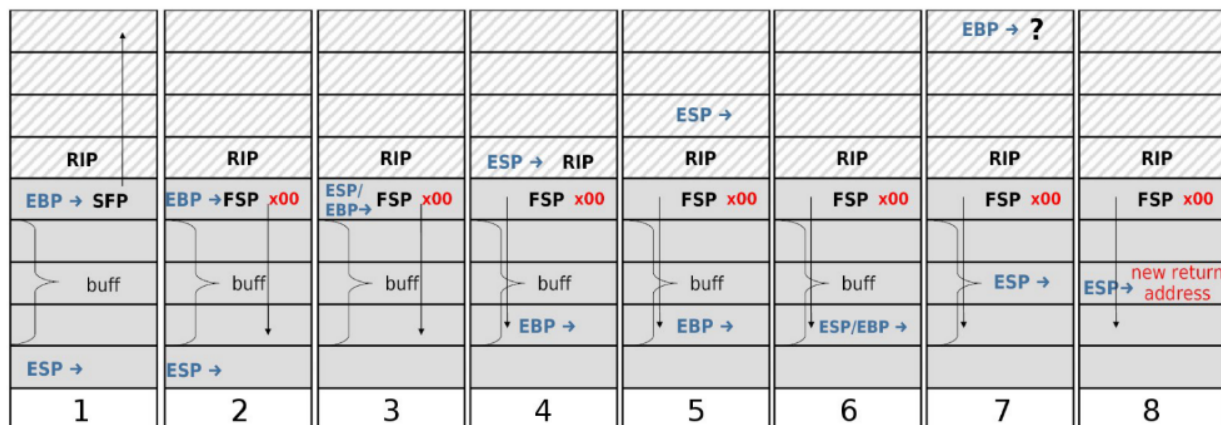 EBP → ?
ESP →
RIP RIP RIP ESP → RIP RIP RIP RIP RIP
EBP → SFP EBP → FSP x00 ESP/ EBP→ FSP x00 FSP x00 FSP x00 FSP x00 FSP x00 FSP x00
buff buff buff buff buff buff ESP → ESP → new return address
EBP → EBP → ESP/EBP →
ESP → ESP →
1 2 3 4 5 6 7 8